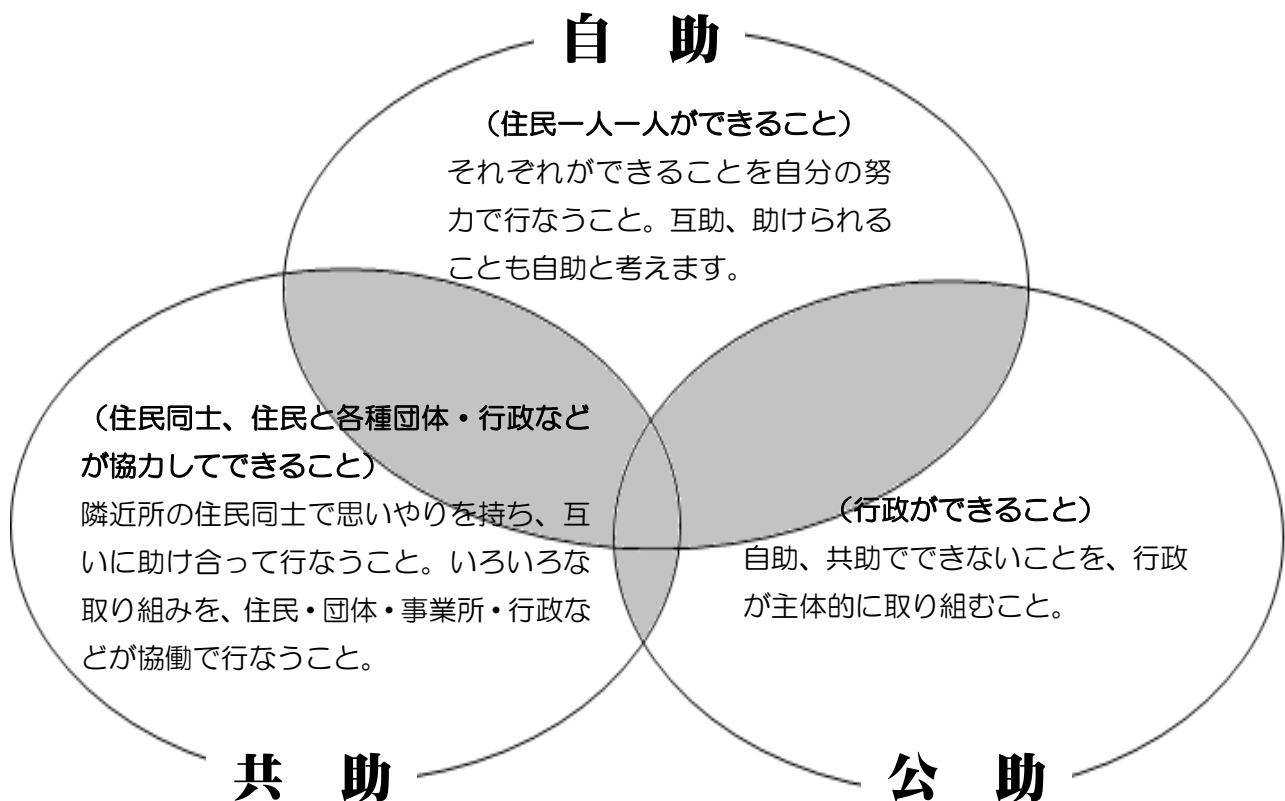 自 助
（住民一人一人ができること）
それぞれができることを自分の努
力で行なうこと。互助、助けられる
ことも自助と考えます。
（住民同士、住民と各種団体・行政など
が協力してできること）
隣近所の住民同士で思いやりを持ち、互
いに助け合って行なうこと。いろいろな
取り組みを、住民・団体・事業所・行政な
どが協働で行なうこと。
共 助
（行政ができること）
自助、共助でできないことを、行政
が主体的に取り組むこと。
公 助